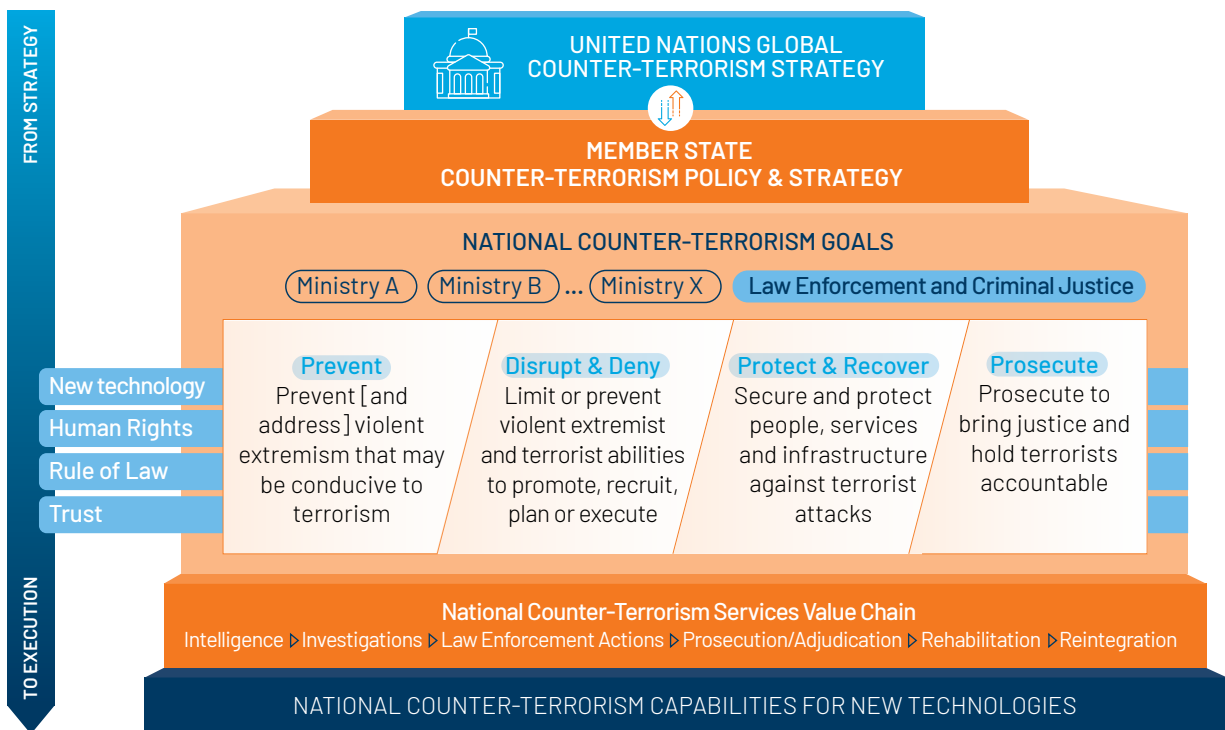 FROM STRATEGY
TO EXECUTION
UNITED NATIONS GLOBAL
COUNTER-TERRORISM STRATEGY
MEMBER STATE
COUNTER-TERRORISM POLICY & STRATEGY
NATIONAL COUNTER-TERRORISM GOALS
Ministry A Ministry B ... Ministry X Law Enforcement and Criminal Justice
New technology
Human Rights
Rule of Law
Trust
Prevent
Prevent [and
address] violent
extremism that may
be conducive to
terrorism
Disrupt & Deny
Limit or prevent
violent extremist
and terrorist abilities
to promote, recruit,
plan or execute
Protect & Recover
Secure and protect
people, services
and infrastructure
against terrorist
attacks
Prosecute
Prosecute to
bring justice and
hold terrorists
accountable
National Counter-Terrorism Services Value Chain
Intelligence ▷ Investigations ▷ Law Enforcement Actions ▷ Prosecution/Adjudication ▷ Rehabilitation ▷ Reintegration
NATIONAL COUNTER-TERRORISM CAPABILITIES FOR NEW TECHNOLOGIES